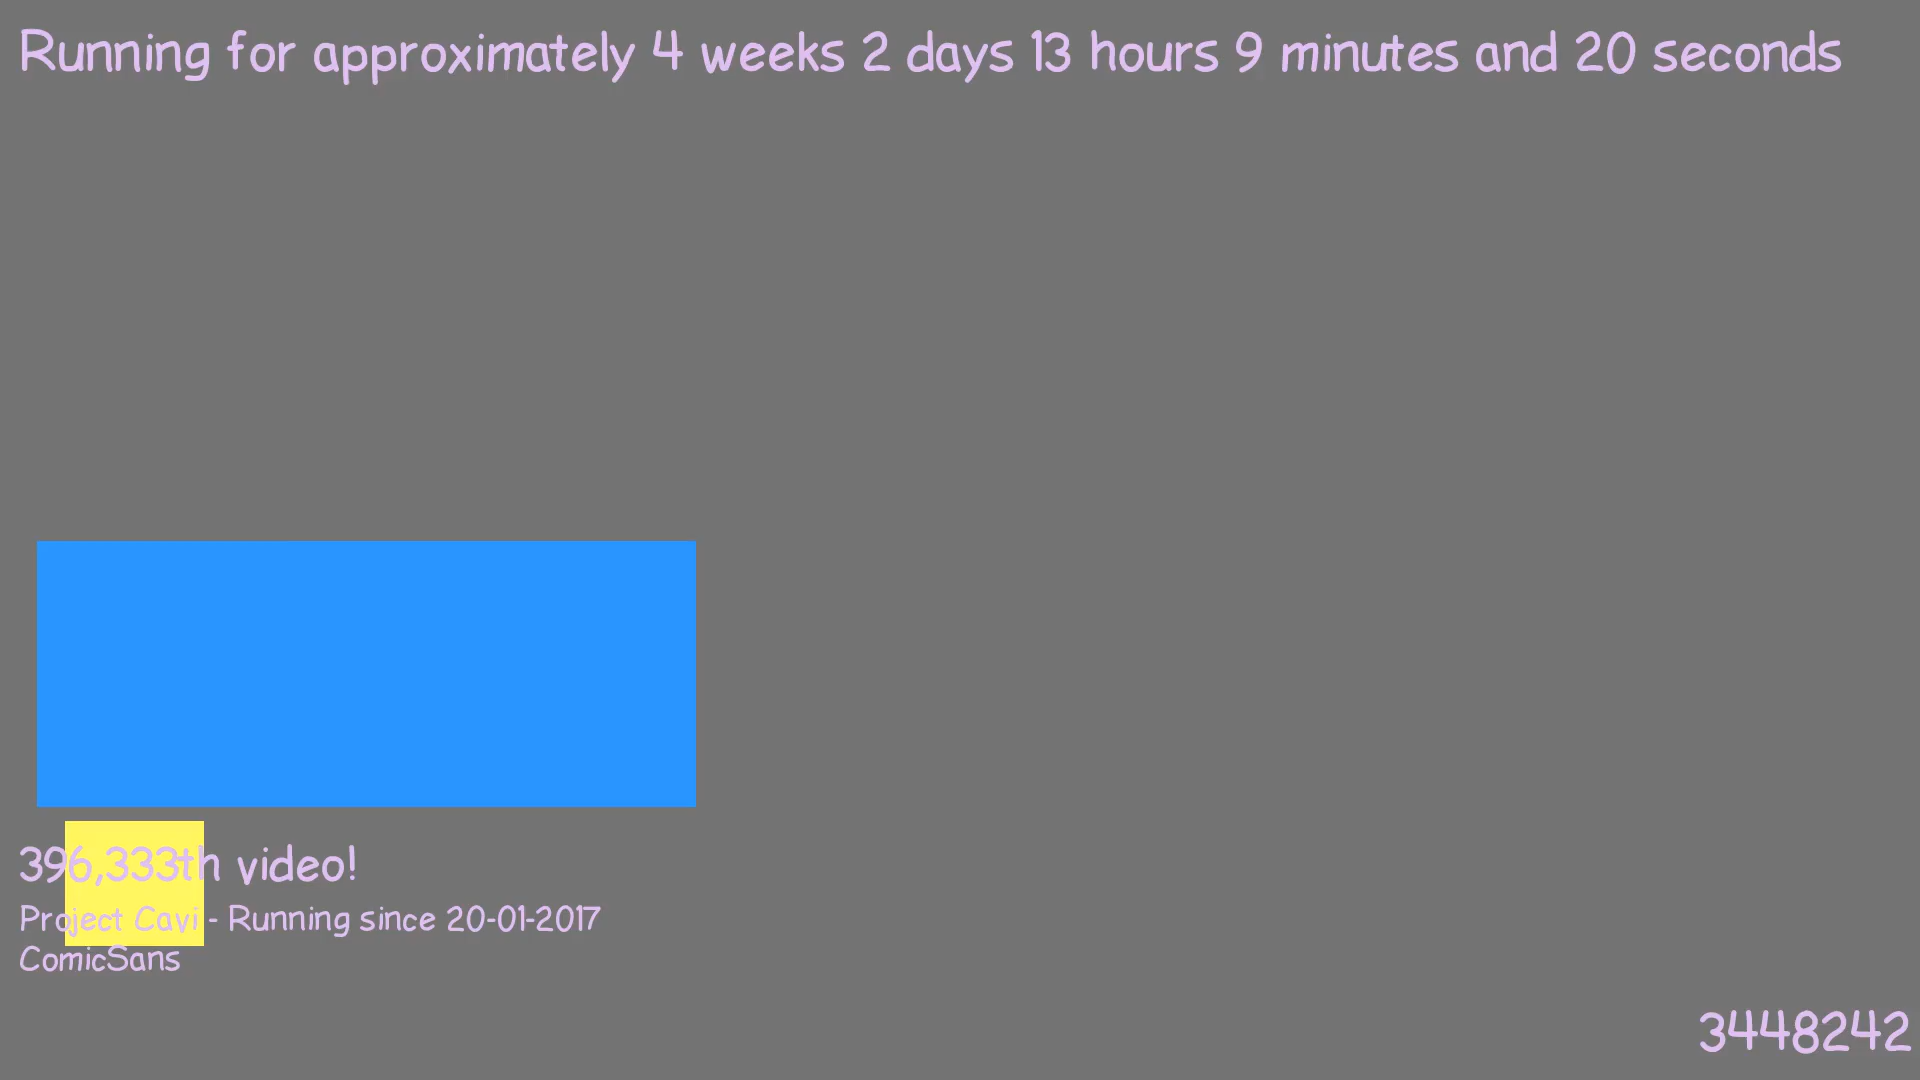 Running for approximately 4 weeks 2 days 13 hours 9 minutes and 20 seconds
396,333th video!
Project Cavi - Running since 20-01-2017
ComicSans
3448242